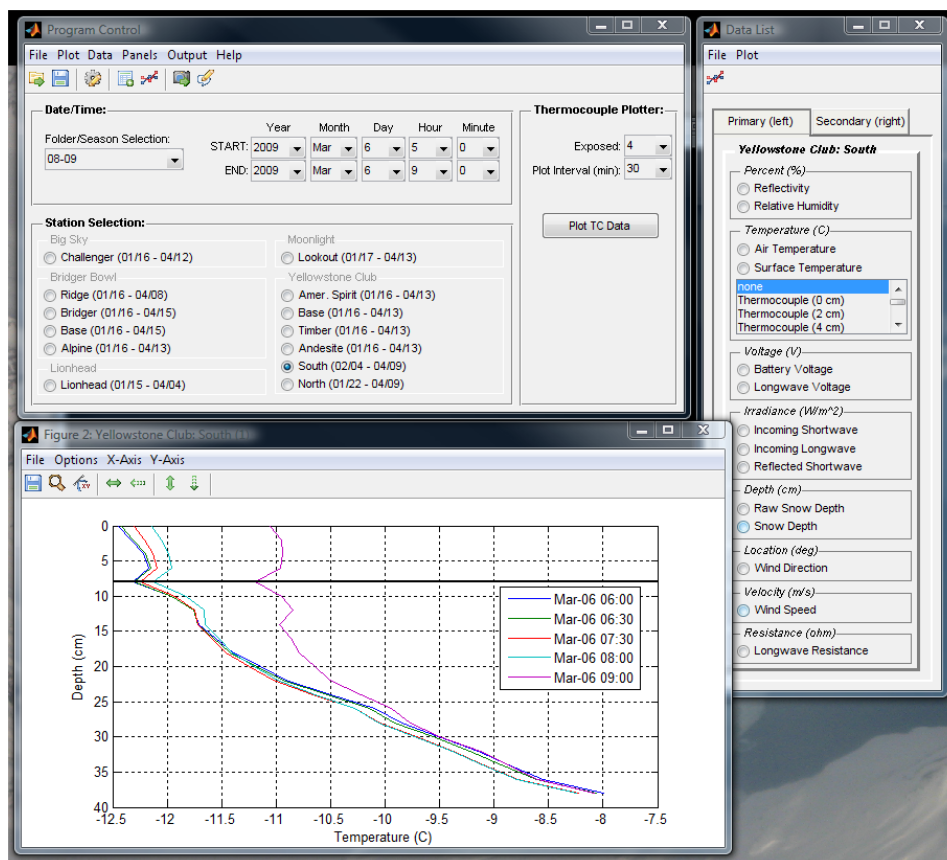 Program Control
File Plot Data Panels Output Help
Date/Time:
Folder/Season Selection:
08-09
Year Month Day Hour Minute
START: 2009 Mar 6 5 0
END: 2009 Mar 6 9 0
Thermocouple Plotter:
Exposed: 4
Plot Interval (min): 30
Plot TC Data
Station Selection:
Big Sky
Challenger (01/16 - 04/12)
Bridger Bowl
Ridge (01/16 - 04/08)
Bridger (01/16 - 04/15)
Base (01/16 - 04/15)
Alpine (01/16 - 04/13)
Lionhead
Lionhead (01/15 - 04/04)
Moonlight
Lookout (01/17 - 04/13)
Yellowstone Club
Amer. Spirit (01/16 - 04/13)
Base (01/16 - 04/13)
Timber (01/16 - 04/13)
Andesite (01/16 - 04/13)
South (02/04 - 04/09)
North (01/22 - 04/09)
Data List
File Plot
Primary (left) Secondary (right)
Yellowstone Club: South
Percent (%)
Reflectivity
Relative Humidity
Temperature (C)
Air Temperature
Surface Temperature
none
Thermocouple (0 cm)
Thermocouple (2 cm)
Thermocouple (4 cm)
Voltage (V)
Battery Voltage
Longwave Voltage
Irradiance (W/m^2)
Incoming Shortwave
Incoming Longwave
Reflected Shortwave
Depth (cm)
Raw Snow Depth
Snow Depth
Location (deg)
Wind Direction
Velocity (m/s)
Wind Speed
Resistance (ohm)
Longwave Resistance
Figure 2: Yellowstone Club: South (1)
File Options X-Axis Y-Axis
XY
0
5
10
15
20
25
30
35
40
Depth (cm)
Mar-06 06:00
Mar-06 06:30
Mar-06 07:30
Mar-06 08:00
Mar-06 09:00
-12.5 -12 -11.5 -11 -10.5 -10 -9.5 -9 -8.5 -8 -7.5
Temperature (C)